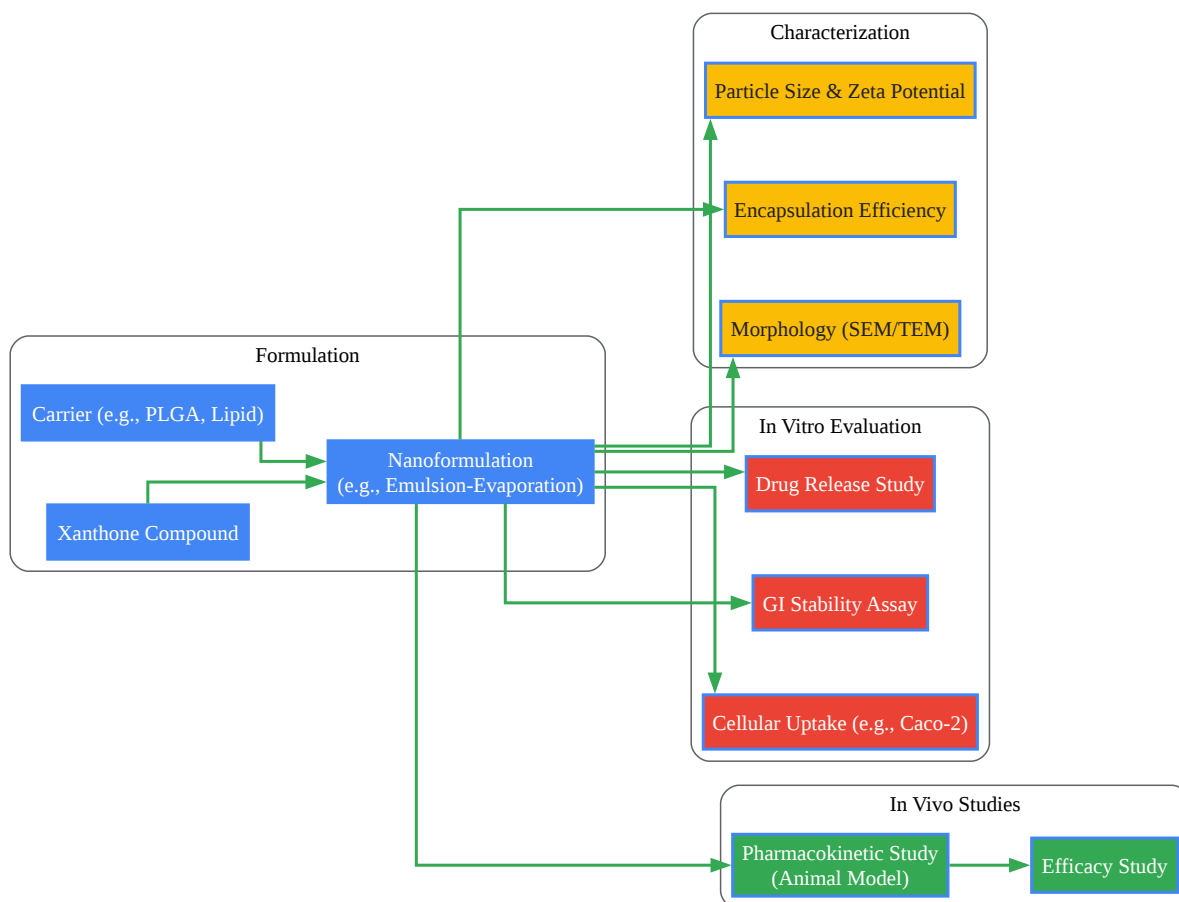 Characterization
Particle Size & Zeta Potential
Encapsulation Efficiency
Morphology (SEM/TEM)
Formulation
Carrier (e.g., PLGA, Lipid)
Nanoformulation
(e.g., Emulsion-Evaporation)
Xanthone Compound
In Vitro Evaluation
Drug Release Study
GI Stability Assay
Cellular Uptake (e.g., Caco-2)
In Vivo Studies
Pharmacokinetic Study
(Animal Model)
Efficacy Study